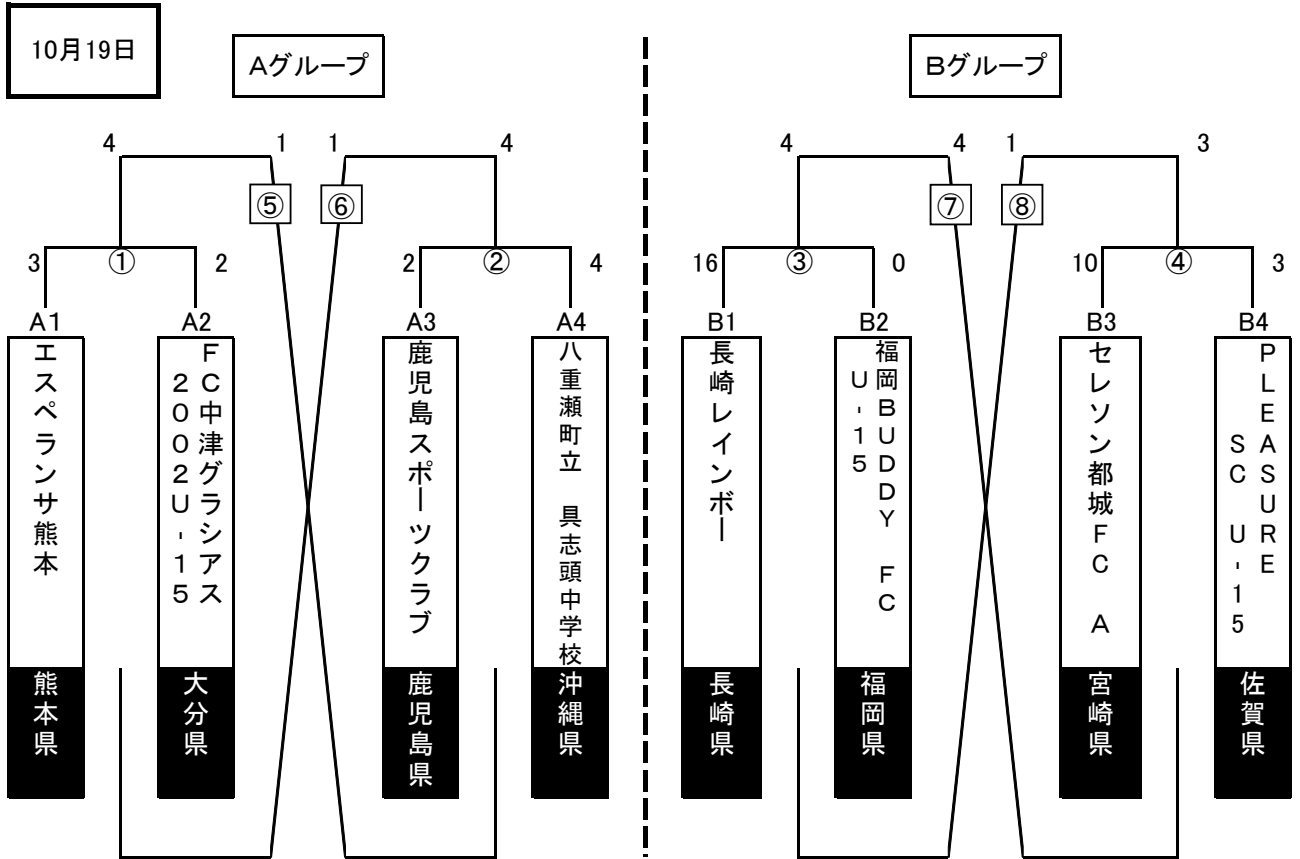 10月19日
Aグループ
Bグループ
4
1
1
4
4
4
1
3
⑤
⑥
⑦
⑧
3
①
2
2
②
4
16
③
0
10
④
3
A1
A2
A3
A4
B1
B2
B3
B4
エスペランサ熊本
FC中津グラシアス
2002U-15
鹿児島スポーツクラブ
八重瀬町立 具志頭中学校
長崎レインボー
福岡BUDDY FC
U-15
セレソン都城FC A
PLEASURE
SC U-15
熊本県
大分県
鹿児島県
沖縄県
長崎県
福岡県
宮崎県
佐賀県